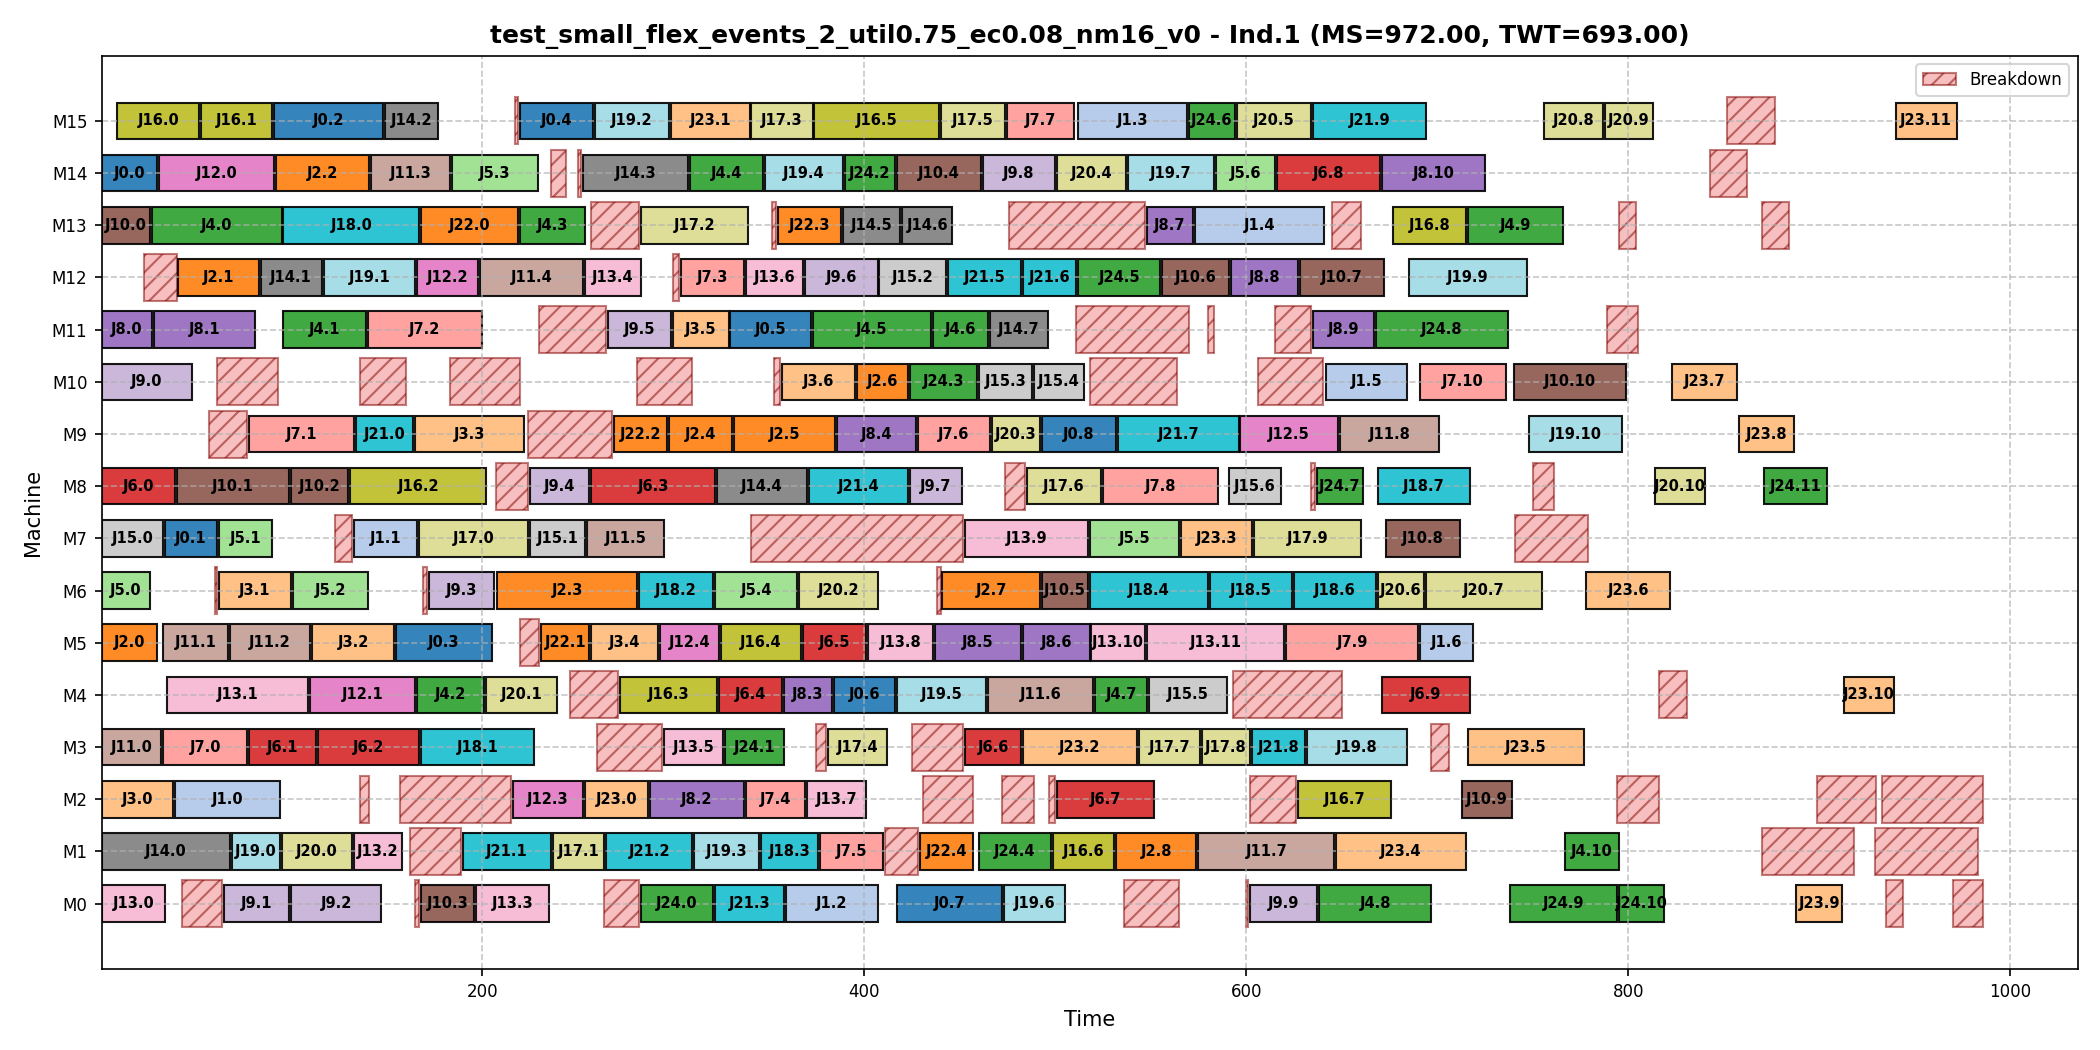 test_small_flex_events_2_util0.75_ec0.08_nm16_v0 - Ind.1 (MS=972.00, TWT=693.00)
Breakdown
M15 J16.0 J16.1 J0.2 J14.2 J0.4 J19.2 J23.1 J17.3 J16.5 J17.5 J7.7 J1.3 J24.6 J20.5 J21.9 J20.8 J20.9 J23.11
M14 J0.0 J12.0 J2.2 J11.3 J5.3 J14.3 J4.4 J19.4 J24.2 J10.4 J9.8 J20.4 J19.7 J5.6 J6.8 J8.10
M13 J10.0 J4.0 J18.0 J22.0 J4.3 J17.2 J22.3 J14.5 J14.6 J8.7 J1.4 J16.8 J4.9
M12 J2.1 J14.1 J19.1 J12.2 J11.4 J13.4 J7.3 J13.6 J9.6 J15.2 J21.5 J21.6 J24.5 J10.6 J8.8 J10.7 J19.9
M11 J8.0 J8.1 J4.1 J7.2 J9.5 J3.5 J0.5 J4.5 J4.6 J14.7 J8.9 J24.8
M10 J9.0 J3.6 J2.6 J24.3 J15.3 J15.4 J1.5 J7.10 J10.10 J23.7
M9 J7.1 J21.0 J3.3 J22.2 J2.4 J2.5 J8.4 J7.6 J20.3 J0.8 J21.7 J12.5 J11.8 J19.10 J23.8
M8 J6.0 J10.1 J10.2 J16.2 J9.4 J6.3 J14.4 J21.4 J9.7 J17.6 J7.8 J15.6 J24.7 J18.7 J20.10 J24.11
M7 J15.0 J0.1 J5.1 J1.1 J17.0 J15.1 J11.5 J13.9 J5.5 J23.3 J17.9 J10.8
M6 J5.0 J3.1 J5.2 J9.3 J2.3 J18.2 J5.4 J20.2 J2.7 J10.5 J18.4 J18.5 J18.6 J20.6 J20.7 J23.6
M5 J2.0 J11.1 J11.2 J3.2 J0.3 J22.1 J3.4 J12.4 J16.4 J6.5 J13.8 J8.5 J8.6 J13.10 J13.11 J7.9 J1.6
M4 J13.1 J12.1 J4.2 J20.1 J16.3 J6.4 J8.3 J0.6 J19.5 J11.6 J4.7 J15.5 J6.9 J23.10
M3 J11.0 J7.0 J6.1 J6.2 J18.1 J13.5 J24.1 J17.4 J6.6 J23.2 J17.7 J17.8 J21.8 J19.8 J23.5
M2 J3.0 J1.0 J12.3 J23.0 J8.2 J7.4 J13.7 J6.7 J16.7 J10.9
M1 J14.0 J19.0 J20.0 J13.2 J21.1 J17.1 J21.2 J19.3 J18.3 J7.5 J22.4 J24.4 J16.6 J2.8 J11.7 J23.4 J4.10
M0 J13.0 J9.1 J9.2 J10.3 J13.3 J24.0 J21.3 J1.2 J0.7 J19.6 J9.9 J4.8 J24.9 J24.10 J23.9
200 400 600 800 1000
Time
Machine